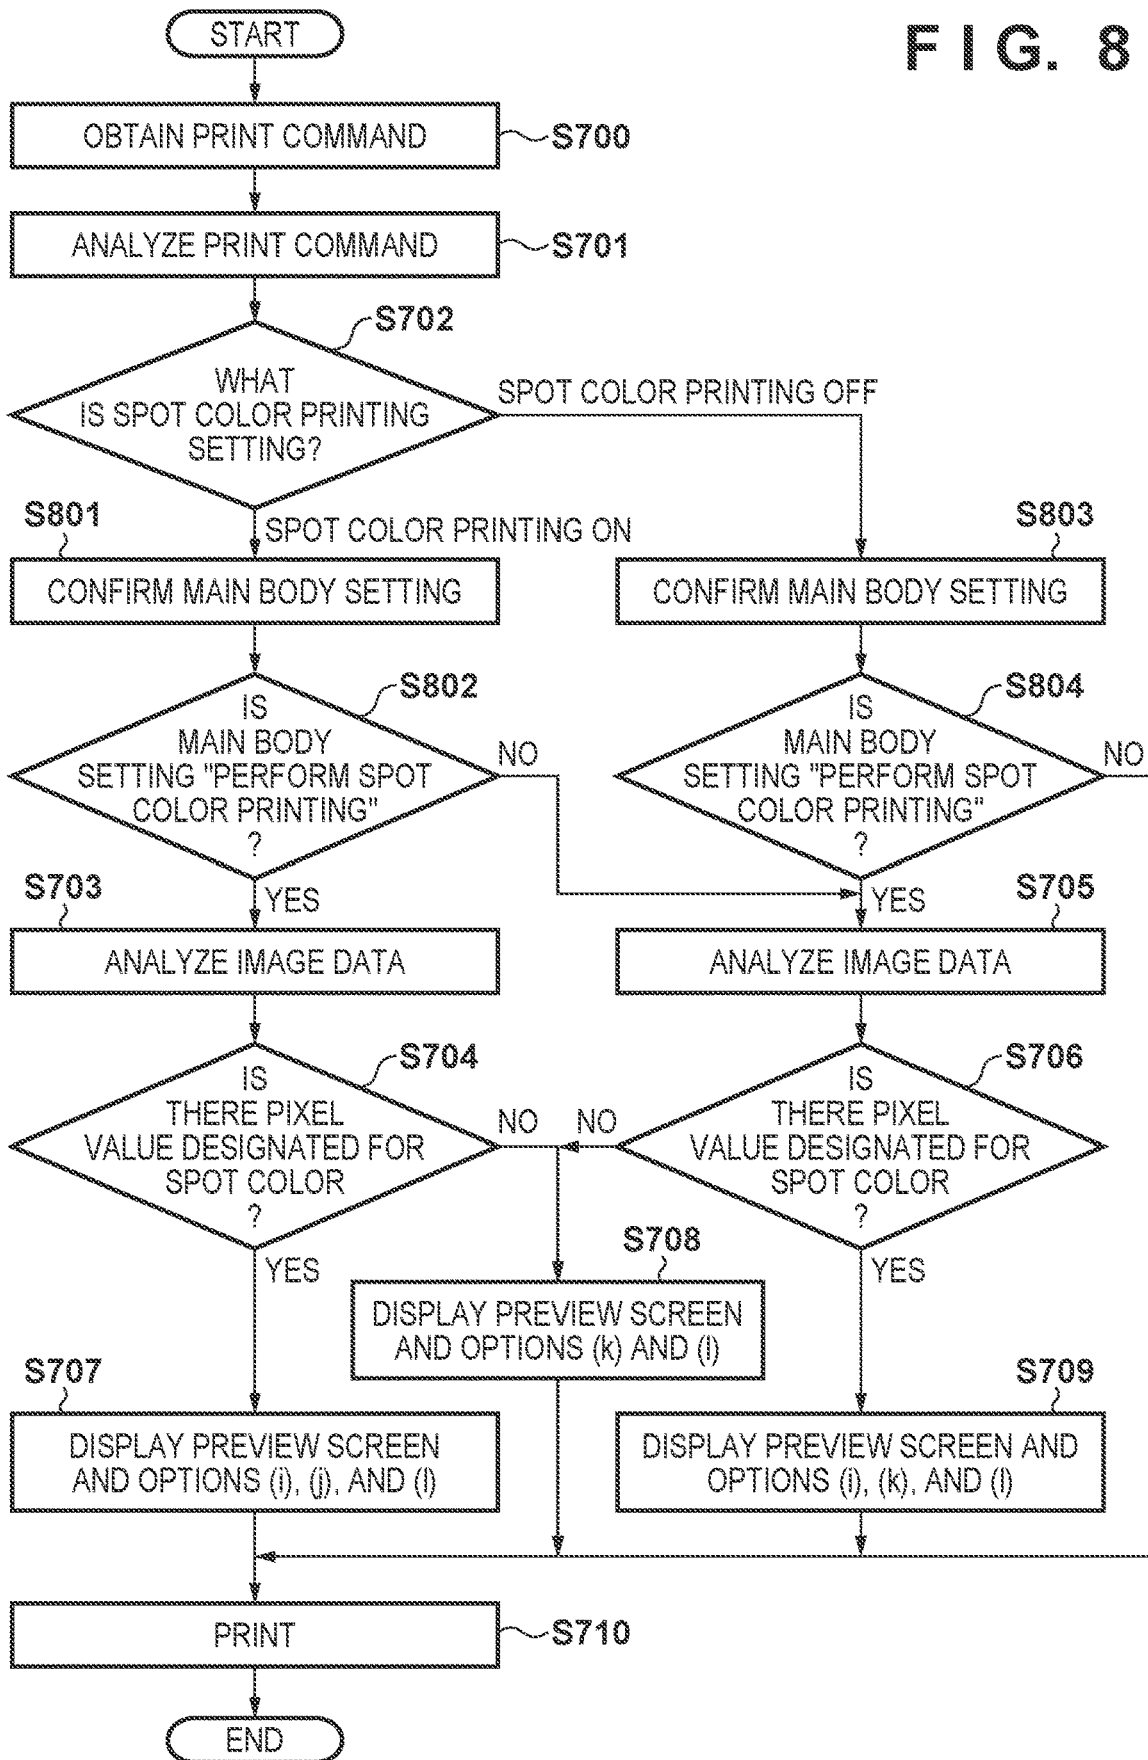 FIG. 8
START
OBTAIN PRINT COMMAND
S700
ANALYZE PRINT COMMAND
S701
S702
WHAT
IS SPOT COLOR PRINTING
SETTING?
SPOT COLOR PRINTING OFF
SPOT COLOR PRINTING ON
S801
CONFIRM MAIN BODY SETTING
S803
CONFIRM MAIN BODY SETTING
S802
IS
MAIN BODY
SETTING "PERFORM SPOT
COLOR PRINTING"
?
NO
YES
S804
IS
MAIN BODY
SETTING "PERFORM SPOT
COLOR PRINTING"
?
NO
YES
S703
ANALYZE IMAGE DATA
S705
ANALYZE IMAGE DATA
S704
IS
THERE PIXEL
VALUE DESIGNATED FOR
SPOT COLOR
?
NO
YES
S706
IS
THERE PIXEL
VALUE DESIGNATED FOR
SPOT COLOR
?
NO
YES
S708
DISPLAY PREVIEW SCREEN
AND OPTIONS (k) AND (l)
S707
DISPLAY PREVIEW SCREEN
AND OPTIONS (i), (j), AND (l)
S709
DISPLAY PREVIEW SCREEN AND
OPTIONS (i), (k), AND (l)
PRINT
S710
END